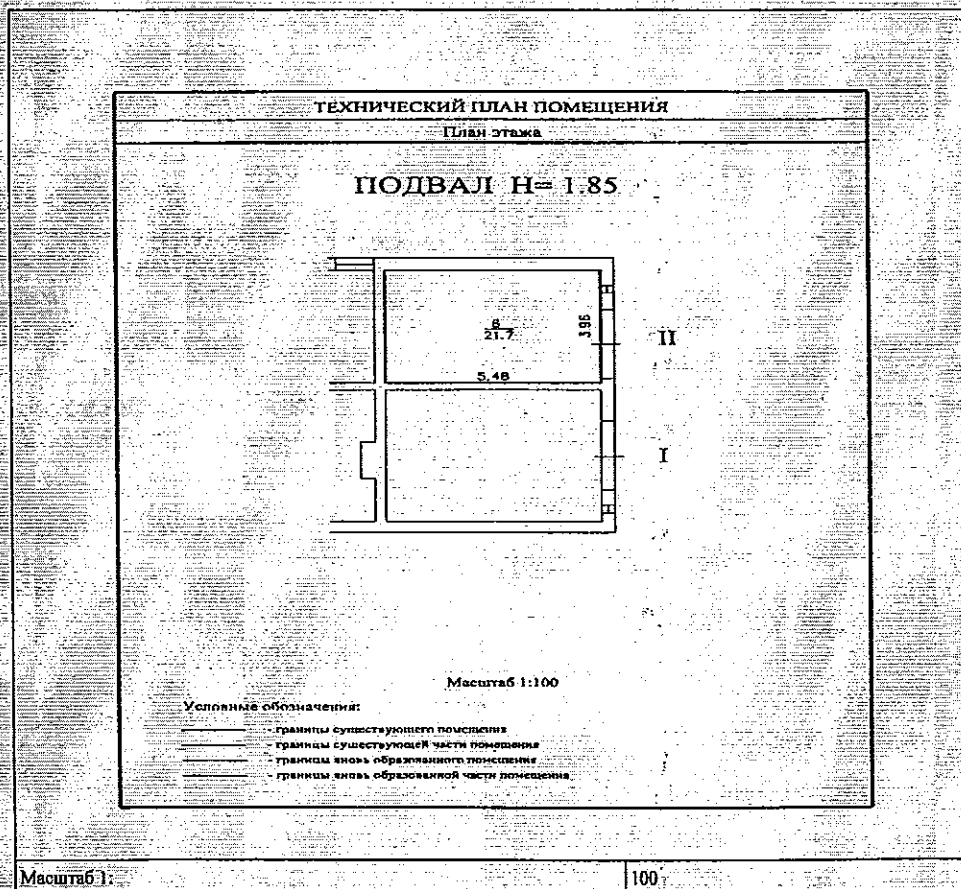 ТЕХНИЧЕСКИЙ ПЛАН ПОМЕЩЕНИЯ
План этажа
ПОДВАЛ H= 1.85
6
21.7
3.96
II
5.48
I
Масштаб 1:100
Условные обозначения:
- границы существующего помещения
- границы существующей части помещения
- границы вновь образованного помещения
- границы вновь образованной части помещения
Масштаб 1: 100